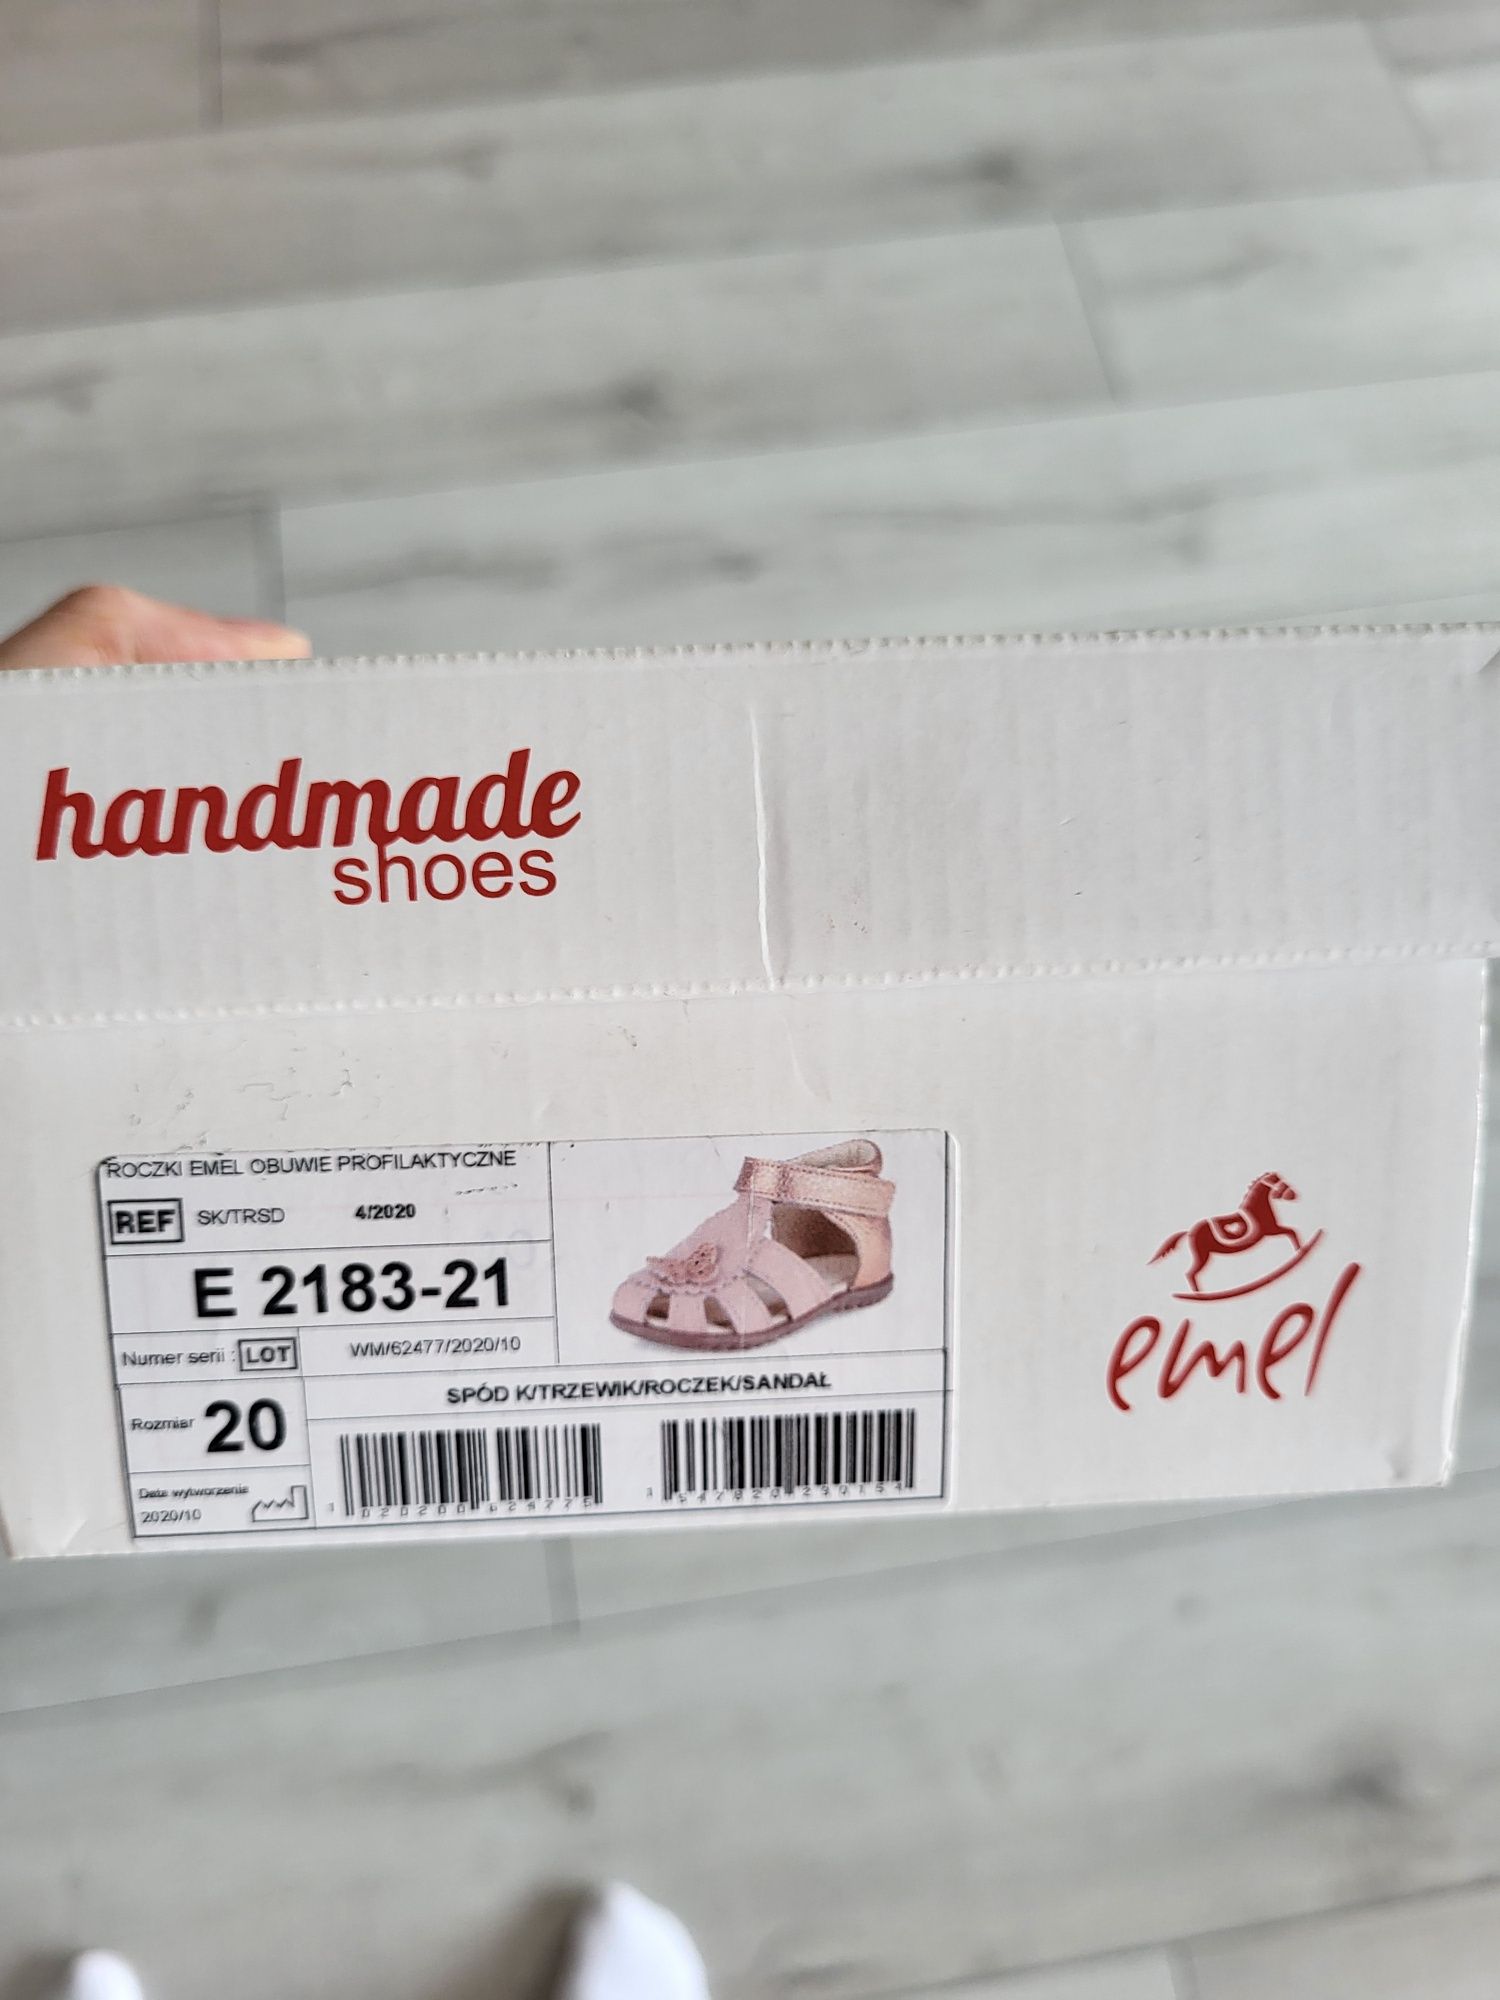 handmade
shoes
ROCZKI EMEL OBUWIE PROFILAKTYCZNE
REF SK/TRSD 4/2020
E 2183-21
Numer serii : LOT WM/62477/2020/10
SPÓD K/TRZEWIK/ROCZEK/SANDAŁ
Rozmiar 20
Data wytworzenia
2020/10
emel